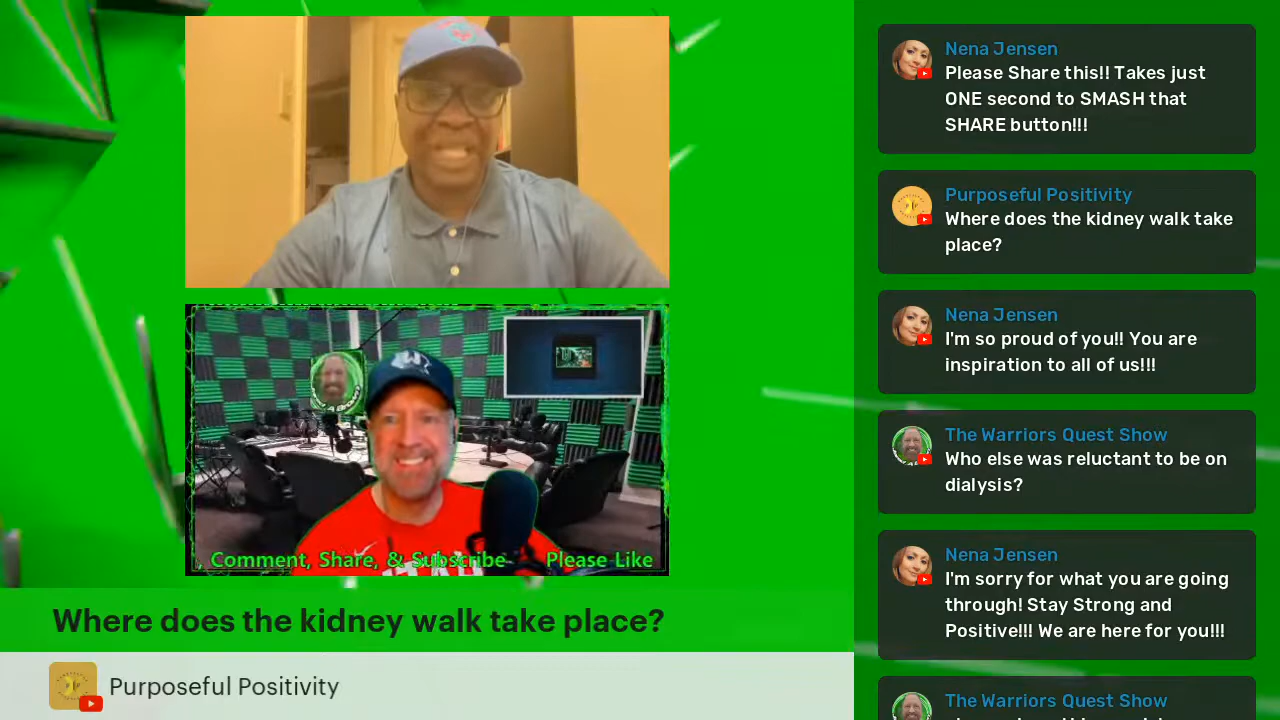 Comment, Share, & Subscribe
Please Like
Where does the kidney walk take place?
Purposeful Positivity
Nena Jensen
Please Share this!! Takes just
ONE second to SMASH that
SHARE button!!!
Purposeful Positivity
Where does the kidney walk take
place?
Nena Jensen
I'm so proud of you!! You are
inspiration to all of us!!!
The Warriors Quest Show
Who else was reluctant to be on
dialysis?
Nena Jensen
I'm sorry for what you are going
through! Stay Strong and
Positive!!! We are here for you!!!
The Warriors Quest Show